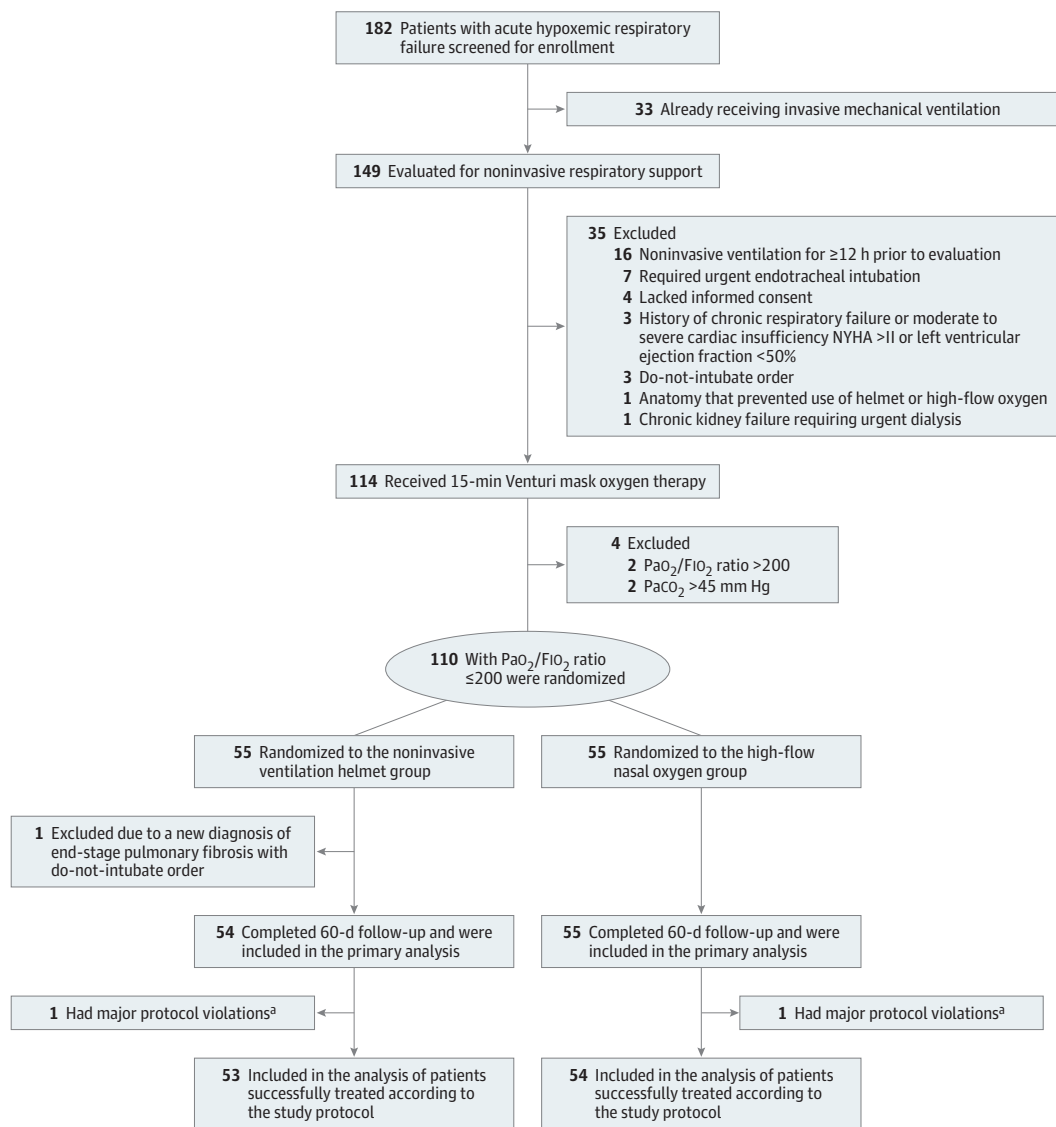 182 Patients with acute hypoxemic respiratory
failure screened for enrollment
33 Already receiving invasive mechanical ventilation
149 Evaluated for noninvasive respiratory support
35 Excluded
16 Noninvasive ventilation for ≥12 h prior to evaluation
7 Required urgent endotracheal intubation
4 Lacked informed consent
3 History of chronic respiratory failure or moderate to
severe cardiac insufficiency NYHA >II or left ventricular
ejection fraction <50%
3 Do-not-intubate order
1 Anatomy that prevented use of helmet or high-flow oxygen
1 Chronic kidney failure requiring urgent dialysis
114 Received 15-min Venturi mask oxygen therapy
4 Excluded
2 PaO₂/FIO₂ ratio >200
2 PaCO₂ >45 mm Hg
110 With PaO₂/FIO₂ ratio
≤200 were randomized
55 Randomized to the noninvasive
ventilation helmet group
55 Randomized to the high-flow
nasal oxygen group
1 Excluded due to a new diagnosis of
end-stage pulmonary fibrosis with
do-not-intubate order
54 Completed 60-d follow-up and were
included in the primary analysis
55 Completed 60-d follow-up and were
included in the primary analysis
1 Had major protocol violationsᵃ
1 Had major protocol violationsᵃ
53 Included in the analysis of patients
successfully treated according to
the study protocol
54 Included in the analysis of patients
successfully treated according to
the study protocol